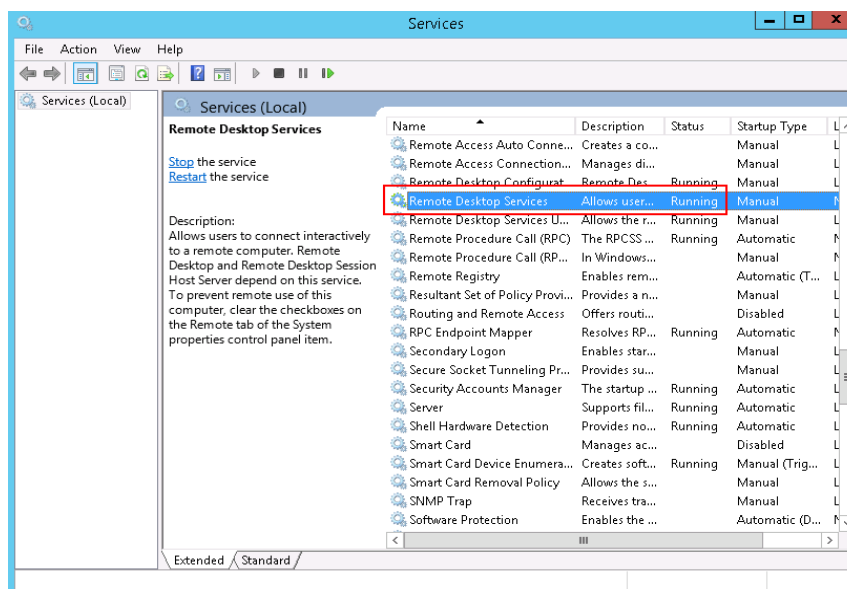 Services
File Action View Help
Services (Local)
Services (Local)
Remote Desktop Services
Stop the service
Restart the service
Description:
Allows users to connect interactively
to a remote computer. Remote
Desktop and Remote Desktop Session
Host Server depend on this service.
To prevent remote use of this
computer, clear the checkboxes on
the Remote tab of the System
properties control panel item.
Name Description Status Startup Type L
Remote Access Auto Conne... Creates a co... Manual L
Remote Access Connection... Manages di... Manual L
Remote Desktop Configurat... Remote Des... Running Manual L
Remote Desktop Services Allows user... Running Manual N
Remote Desktop Services U... Allows the r... Running Manual L
Remote Procedure Call (RPC) The RPCSS ... Running Automatic N
Remote Procedure Call (RP... In Windows... Manual N
Remote Registry Enables rem... Automatic (T... L
Resultant Set of Policy Provi... Provides a n... Manual L
Routing and Remote Access Offers routi... Disabled L
RPC Endpoint Mapper Resolves RP... Running Automatic N
Secondary Logon Enables star... Manual L
Secure Socket Tunneling Pr... Provides su... Manual L
Security Accounts Manager The startup ... Running Automatic L
Server Supports fil... Running Automatic L
Shell Hardware Detection Provides no... Running Automatic L
Smart Card Manages ac... Disabled L
Smart Card Device Enumera... Creates soft... Running Manual (Trig... L
Smart Card Removal Policy Allows the s... Manual L
SNMP Trap Receives tra... Manual L
Software Protection Enables the ... Automatic (D... N
Extended Standard